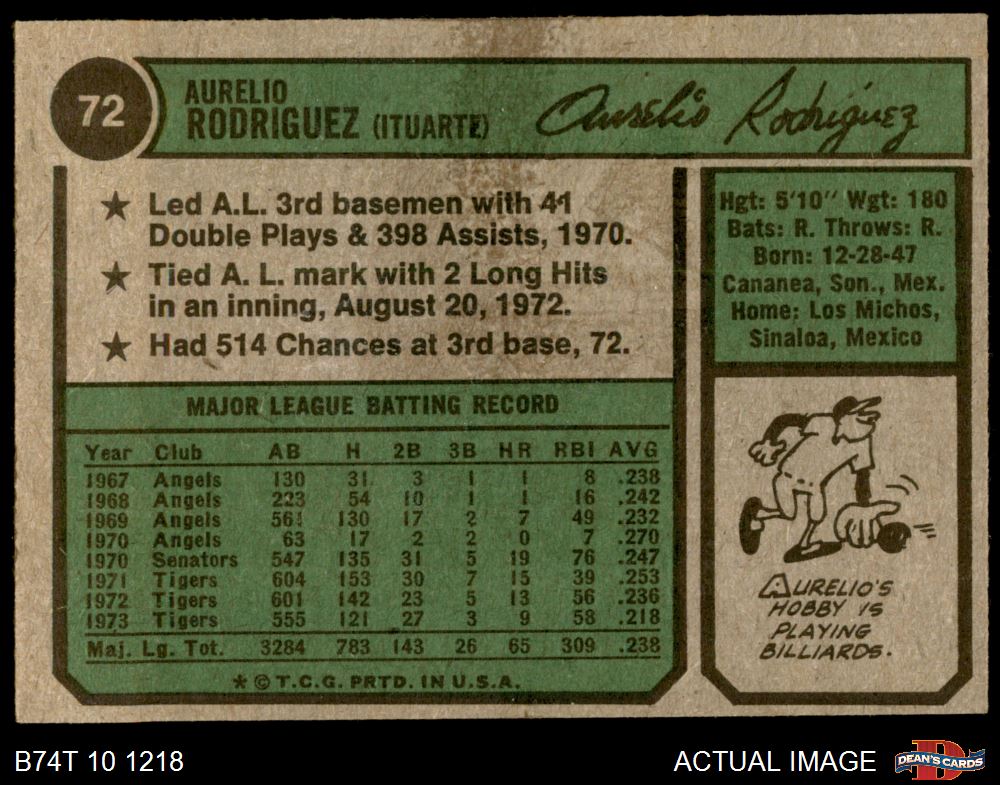 72
AURELIO
RODRIGUEZ (ITUARTE)
Aurelio Rodriguez
★ Led A.L. 3rd basemen with 41
Double Plays & 398 Assists, 1970.
★ Tied A. L. mark with 2 Long Hits
in an inning, August 20, 1972.
★ Had 514 Chances at 3rd base, 72.
Hgt: 5'10" Wgt: 180
Bats: R. Throws: R.
Born: 12-28-47
Cananea, Son., Mex.
Home: Los Michos,
Sinaloa, Mexico
MAJOR LEAGUE BATTING RECORD
Year Club AB H 2B 3B HR RBI AVG
1967 Angels 130 31 3 1 1 8 .238
1968 Angels 223 54 10 1 1 16 .242
1969 Angels 561 130 17 2 7 49 .232
1970 Angels 63 17 2 2 0 7 .270
1970 Senators 547 135 31 5 19 76 .247
1971 Tigers 604 153 30 7 15 39 .253
1972 Tigers 601 142 23 5 13 56 .236
1973 Tigers 555 121 27 3 9 58 .218
Maj. Lg. Tot. 3284 783 143 26 65 309 .238
* © T.C.G. PRTD. IN U.S.A.
AURELIO'S
HOBBY IS
PLAYING
BILLIARDS.
B74T 10 1218
ACTUAL IMAGE
DEAN'S CARDS